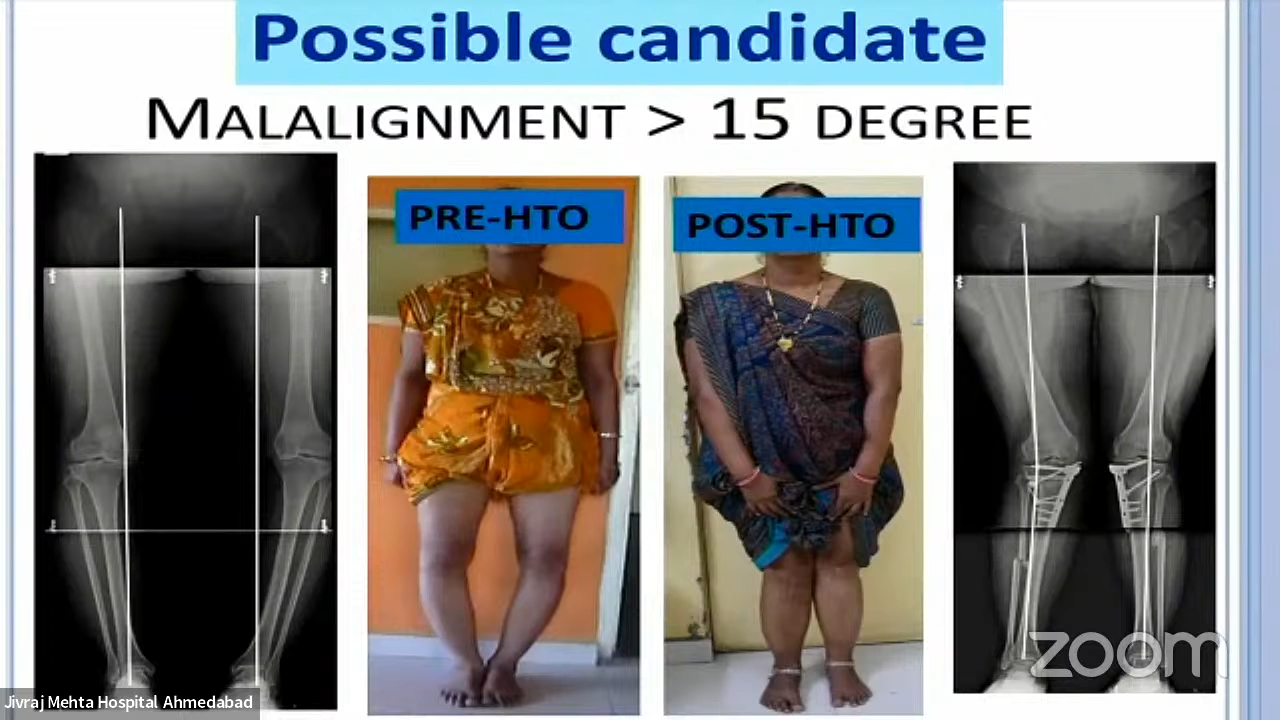 Possible candidate
MALALIGNMENT > 15 DEGREE
PRE-HTO
POST-HTO
zoom
Jivraj Mehta Hospital Ahmedabad